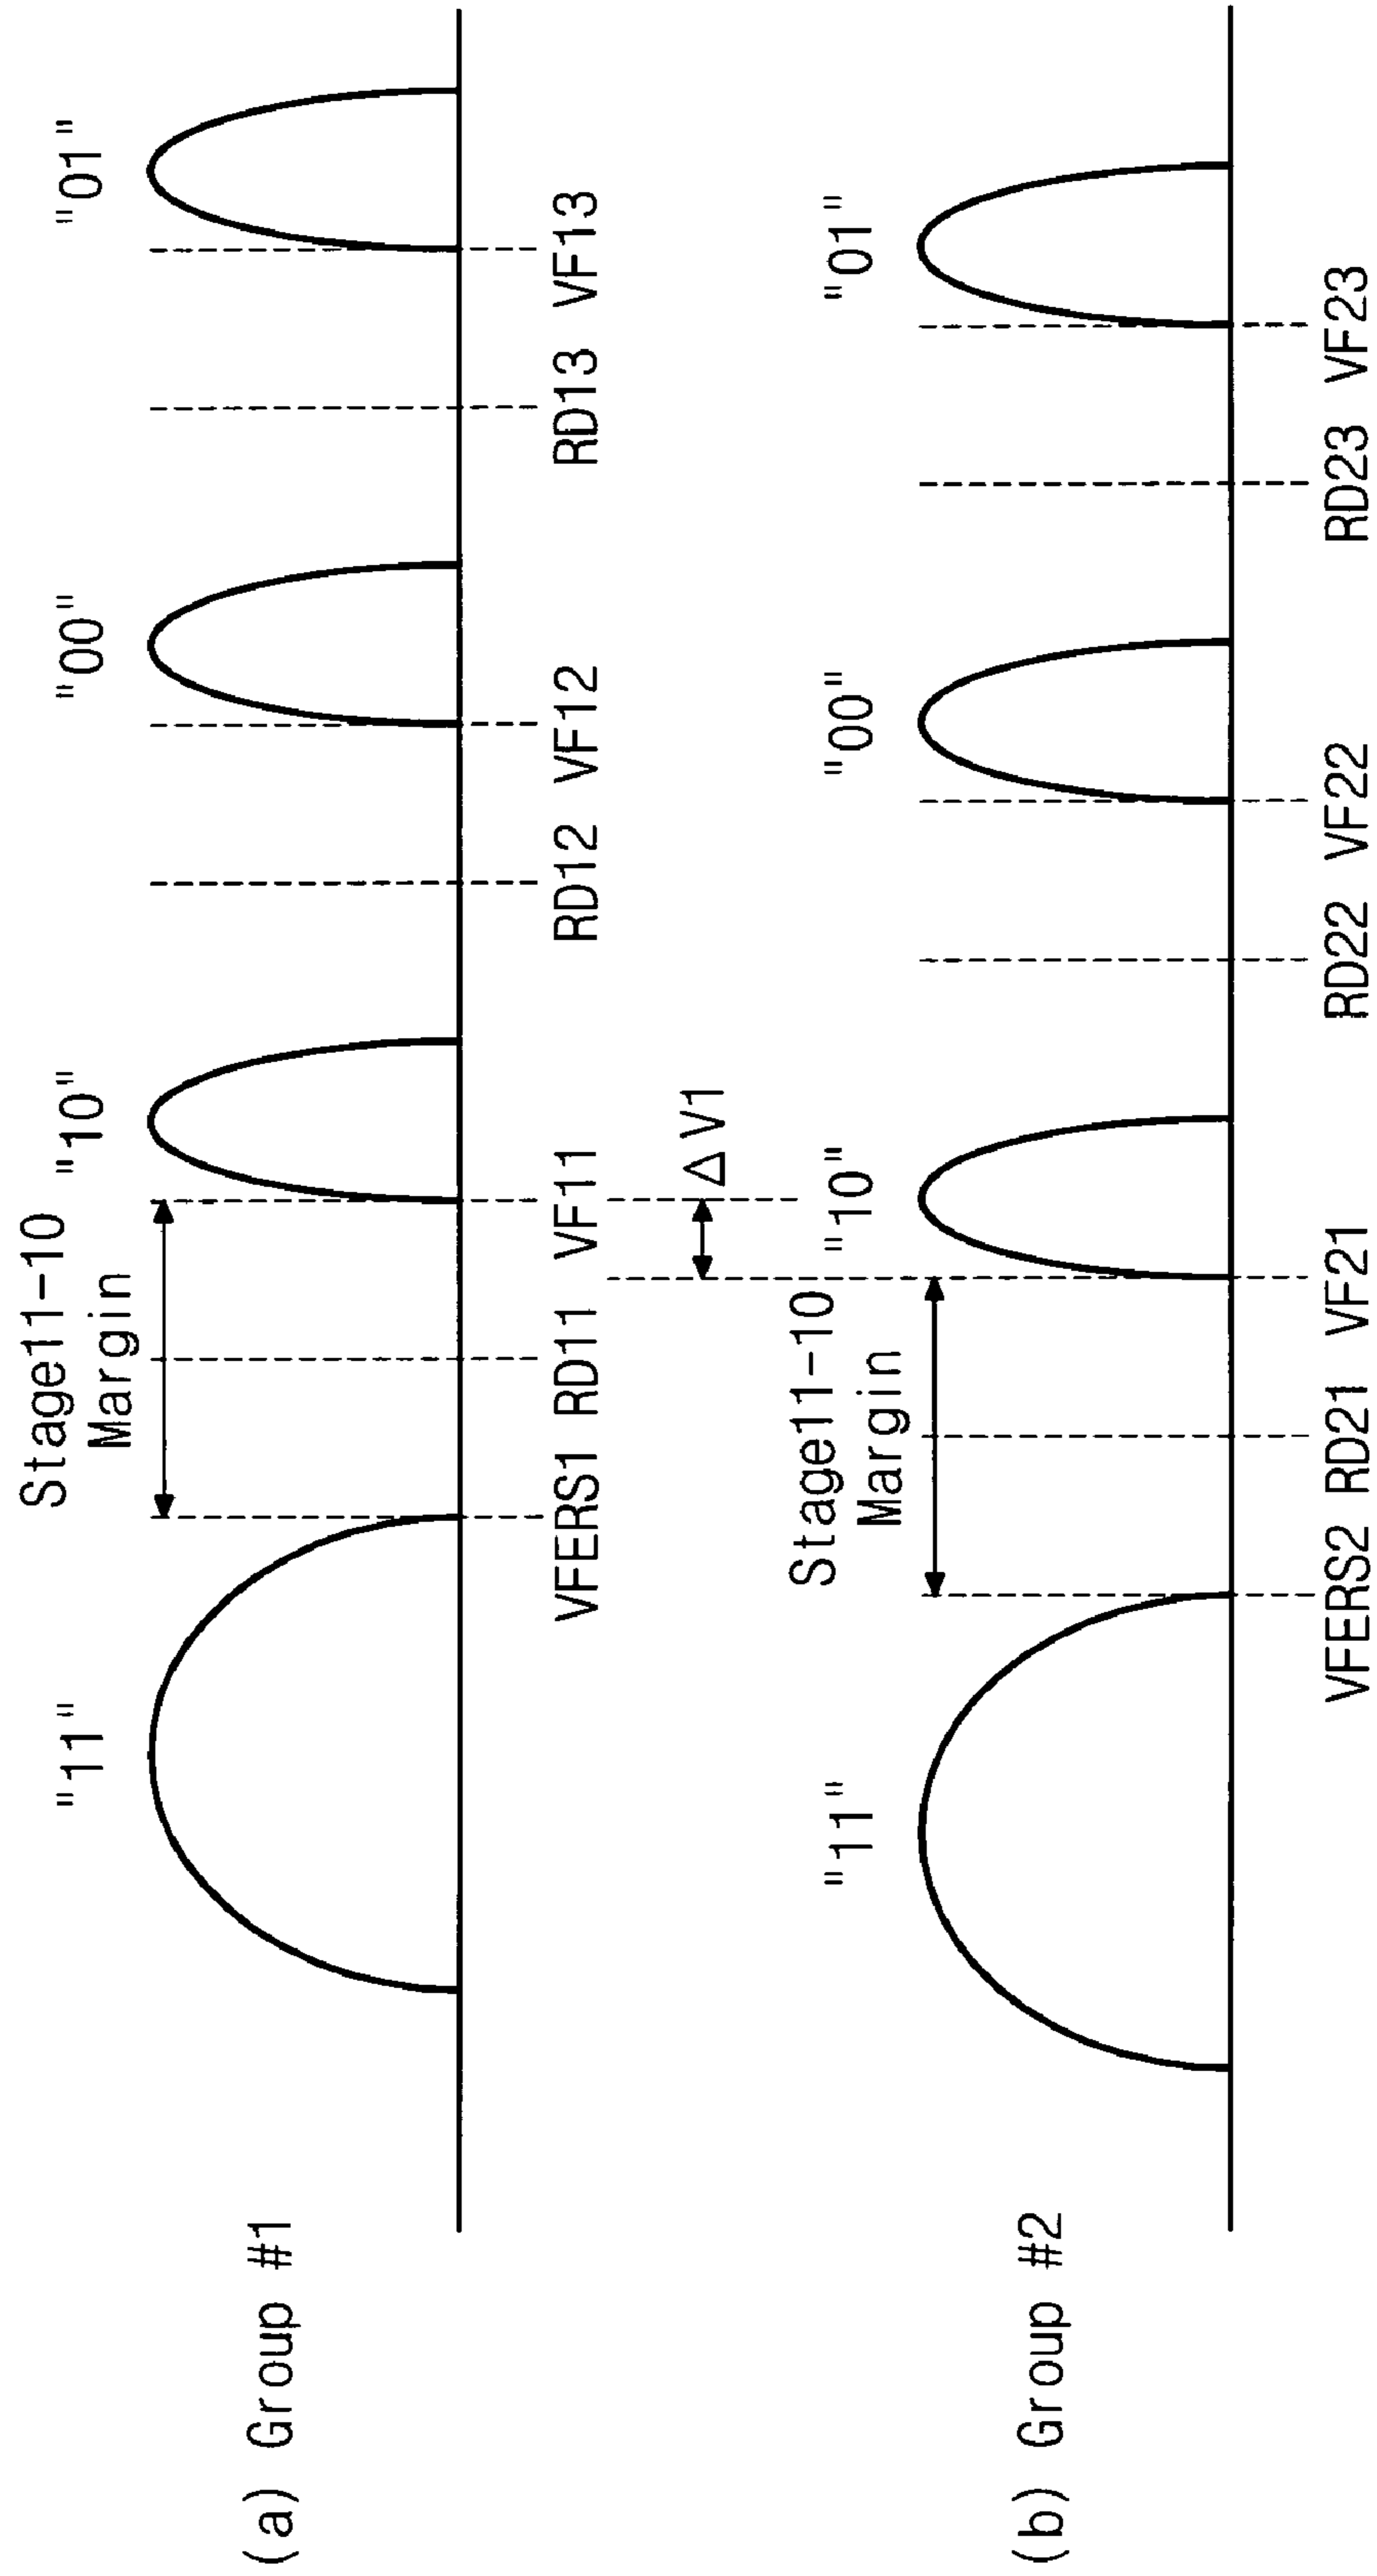 (a) Group #1
"11"
Stage11-10
Margin
"10"
"00"
"01"
VFERS1 RD11 VF11
RD12 VF12
RD13 VF13
ΔV1
(b) Group #2
"11"
Stage11-10
Margin
"10"
"00"
"01"
VFERS2 RD21 VF21
RD22 VF22
RD23 VF23